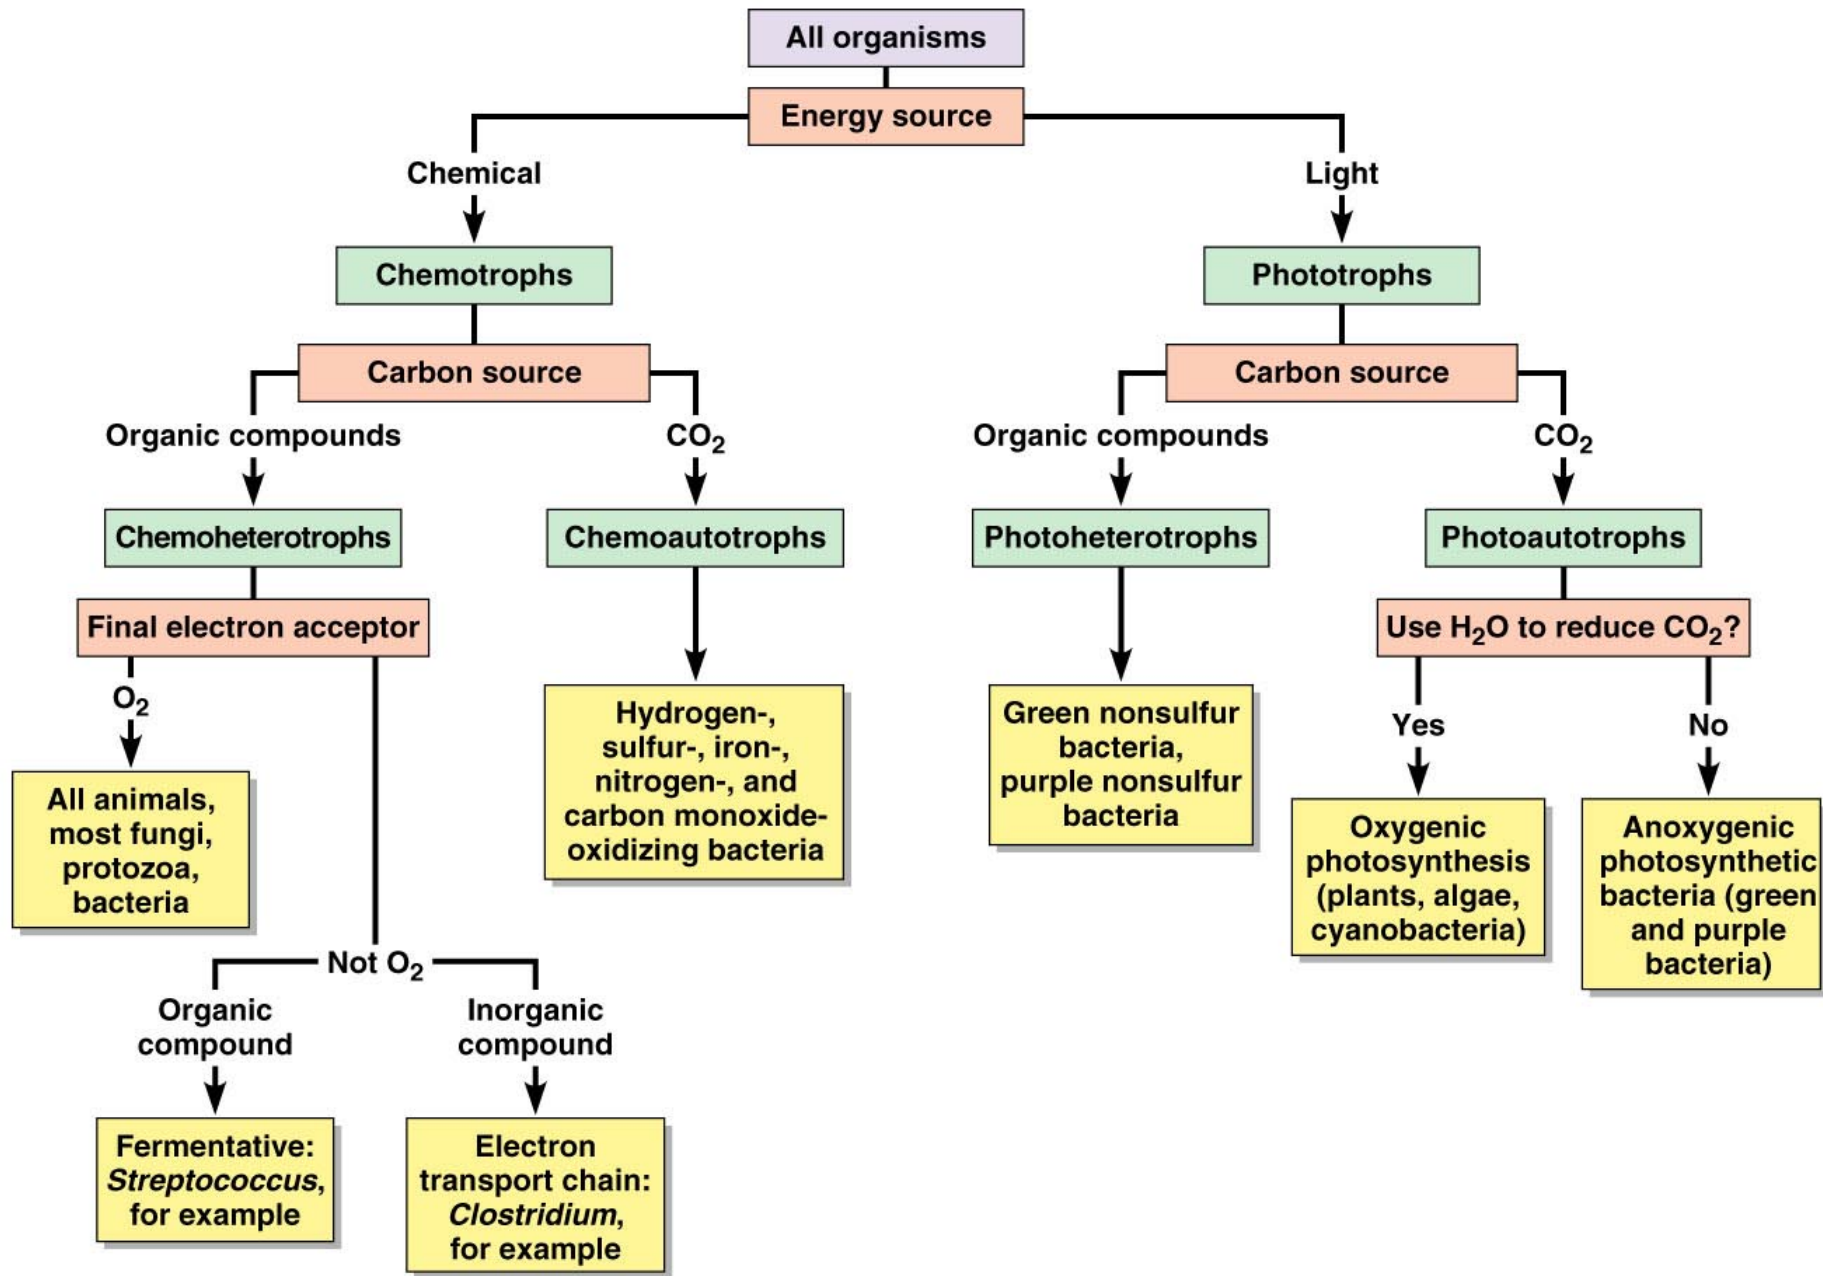 All organisms
Energy source
Chemical
Light
Chemotrophs
Phototrophs
Carbon source
Carbon source
Organic compounds
CO₂
Organic compounds
CO₂
Chemoheterotrophs
Chemoautotrophs
Photoheterotrophs
Photoautotrophs
Final electron acceptor
Use H₂O to reduce CO₂?
O₂
All animals,
most fungi,
protozoa,
bacteria
Hydrogen-,
sulfur-, iron-,
nitrogen-, and
carbon monoxide-
oxidizing bacteria
Green nonsulfur
bacteria,
purple nonsulfur
bacteria
Yes
No
Oxygenic
photosynthesis
(plants, algae,
cyanobacteria)
Anoxygenic
photosynthetic
bacteria (green
and purple
bacteria)
Not O₂
Organic
compound
Inorganic
compound
Fermentative:
Streptococcus,
for example
Electron
transport chain:
Clostridium,
for example